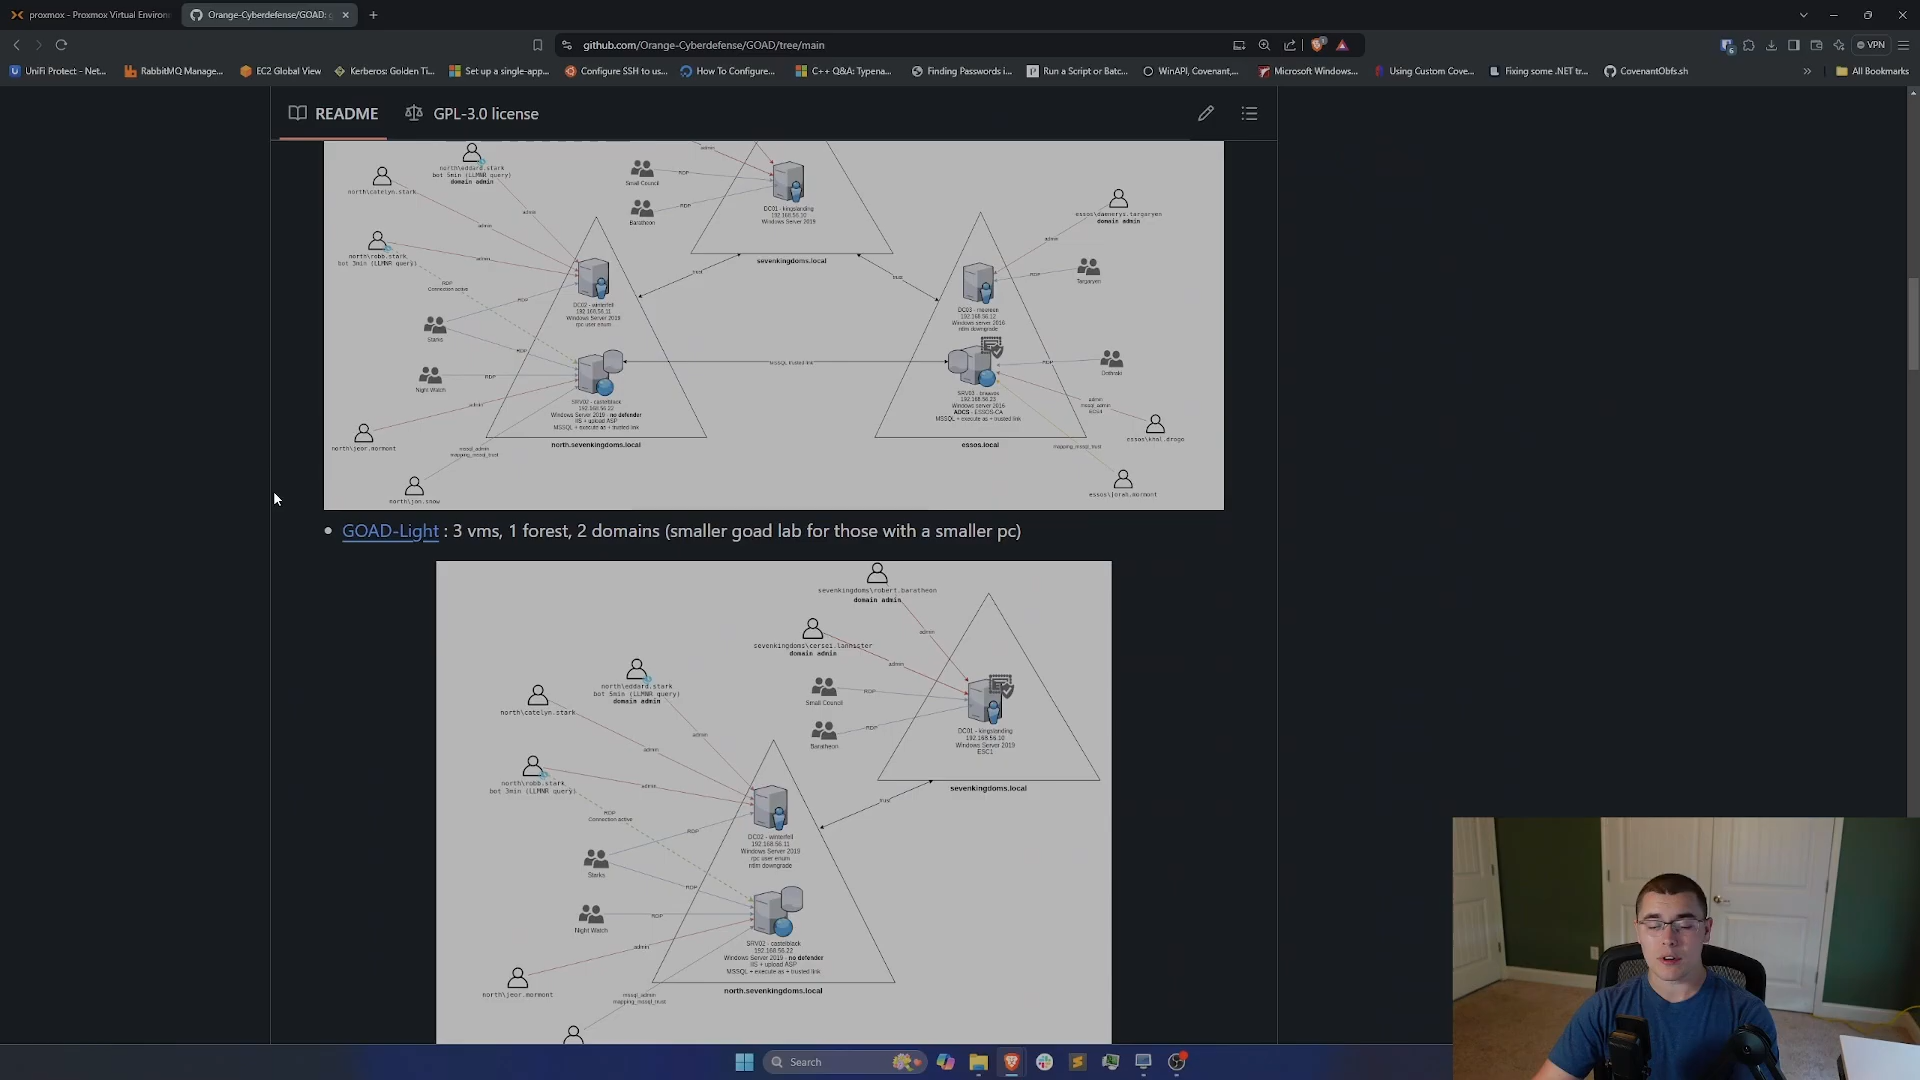 proxmox - Proxmox Virtual Environ
Orange-Cyberdefense/GOAD: g
github.com/Orange-Cyberdefense/GOAD/tree/main
VPN
UniFi Protect - Net...
RabbitMQ Manage...
EC2 Global View
Kerberos: Golden Ti...
Set up a single-app...
Configure SSH to us...
How To Configure...
C++ Q&A: Typena...
Finding Passwords i...
Run a Script or Batc...
WinAPI, Covenant,...
Microsoft Windows...
Using Custom Cove...
Fixing some .NET tr...
CovenantObfs.sh
All Bookmarks
README
GPL-3.0 license
north\eddard.stark
bot 5min (LLMNR query)
domain admin
north\catelyn.stark
north\robb.stark
bot 3min (LLMNR query)
Starks
Night Watch
north\jeor.mormont
north\jon.snow
admin
admin
admin
RDP
Connection active
RDP
RDP
RDP
admin
mssql_admin
mapping_mssql_trust
DC02 - winterfell
192.168.56.11
Windows Server 2019
rpc user enum
SRV02 - castelblack
192.168.56.22
Windows Server 2019 - no defender
IIS + upload ASP
MSSQL + execute as + trusted link
north.sevenkingdoms.local
Small Council
Baratheon
admin
RDP
RDP
DC01 - kingslanding
192.168.56.10
Windows Server 2019
sevenkingdoms.local
trust
trust
MSSQL trusted link
essos\daenerys.targaryen
domain admin
admin
RDP
Targaryen
DC03 - meereen
192.168.56.12
Windows server 2016
ntlm downgrade
SRV03 - braavos
192.168.56.23
Windows server 2016
ADCS - ESSOS-CA
MSSQL + execute as + trusted link
essos.local
RDP
Dothraki
admin
mssql_admin
essos\khal.drogo
mapping_mssql_trust
essos\jorah.mormont
GOAD-Light : 3 vms, 1 forest, 2 domains (smaller goad lab for those with a smaller pc)
sevenkingdoms\robert.baratheon
domain admin
sevenkingdoms\cersei.lannister
domain admin
admin
admin
Small Council
RDP
Baratheon
RDP
DC01 - kingslanding
192.168.56.10
Windows Server 2019
ESC1
sevenkingdoms.local
trust
north\eddard.stark
bot 5min (LLMNR query)
domain admin
north\catelyn.stark
north\robb.stark
bot 3min (LLMNR query)
admin
admin
admin
RDP
Connection active
RDP
Starks
RDP
Night Watch
RDP
admin
north\jeor.mormont
mssql_admin
mapping_mssql_trust
DC02 - winterfell
192.168.56.11
Windows Server 2019
rpc user enum
ntlm downgrade
SRV02 - castelblack
192.168.56.22
Windows Server 2019 - no defender
IIS + upload ASP
MSSQL + execute as + trusted link
north.sevenkingdoms.local
Search